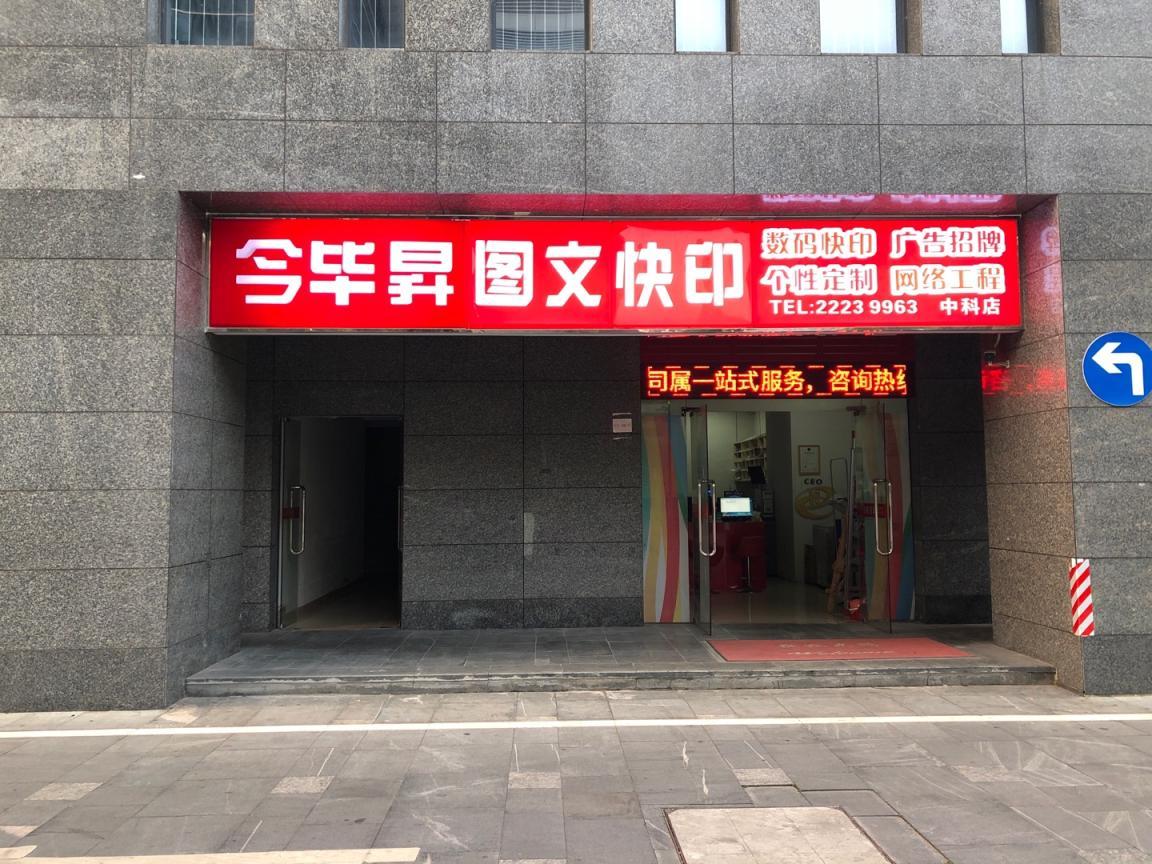 今毕昇 图文快印
数码快印 广告招牌
个性定制 网络工程
TEL:2223 9963 中科店
司属一站式服务，咨询热线
CEO
Welcome